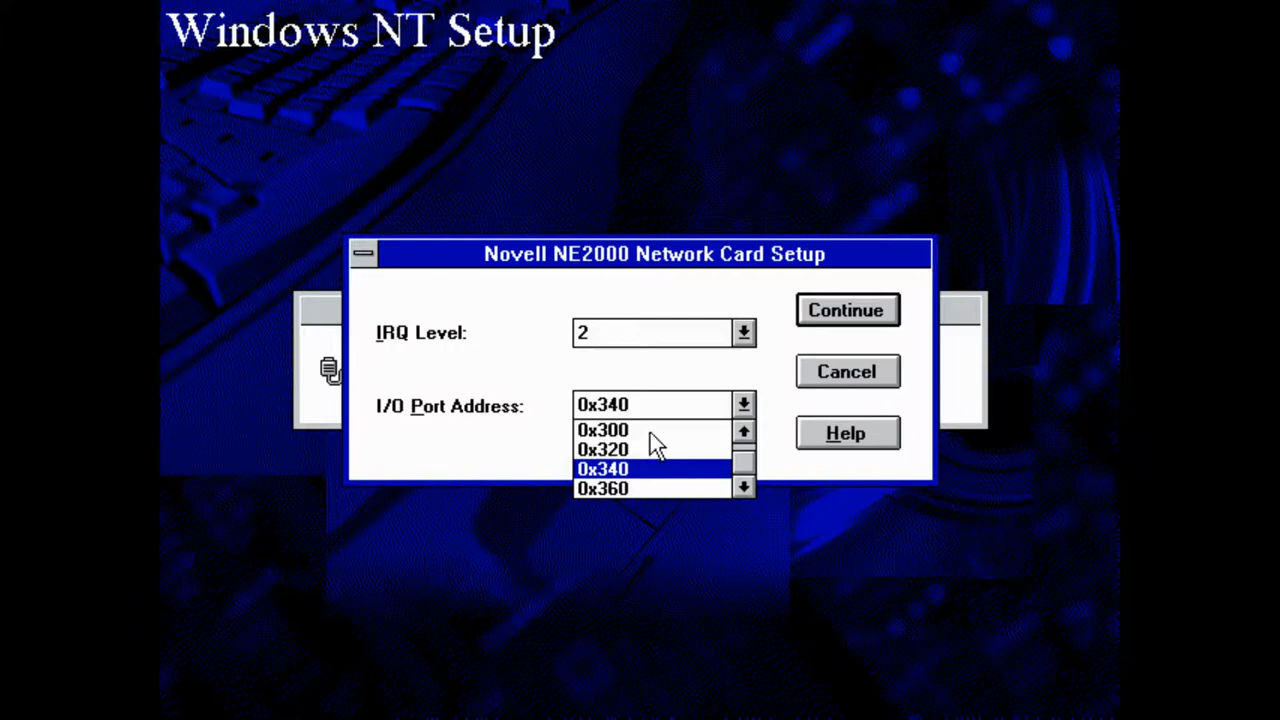 Windows NT Setup
Novell NE2000 Network Card Setup
Continue
IRQ Level:
2
Cancel
I/O Port Address:
0x340
0x300
0x320
0x340
0x360
Help